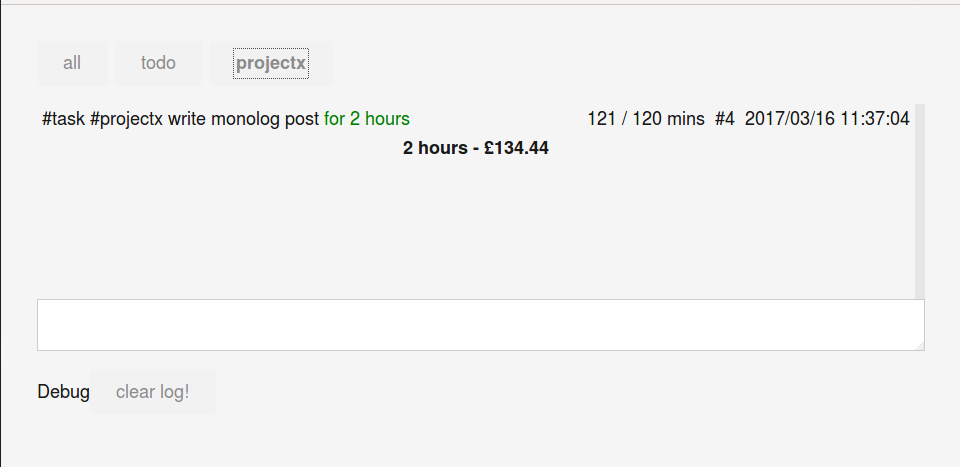 all todo projectx
#task #projectx write monolog post for 2 hours 121 / 120 mins #4 2017/03/16 11:37:04
2 hours - £134.44
Debug clear log!